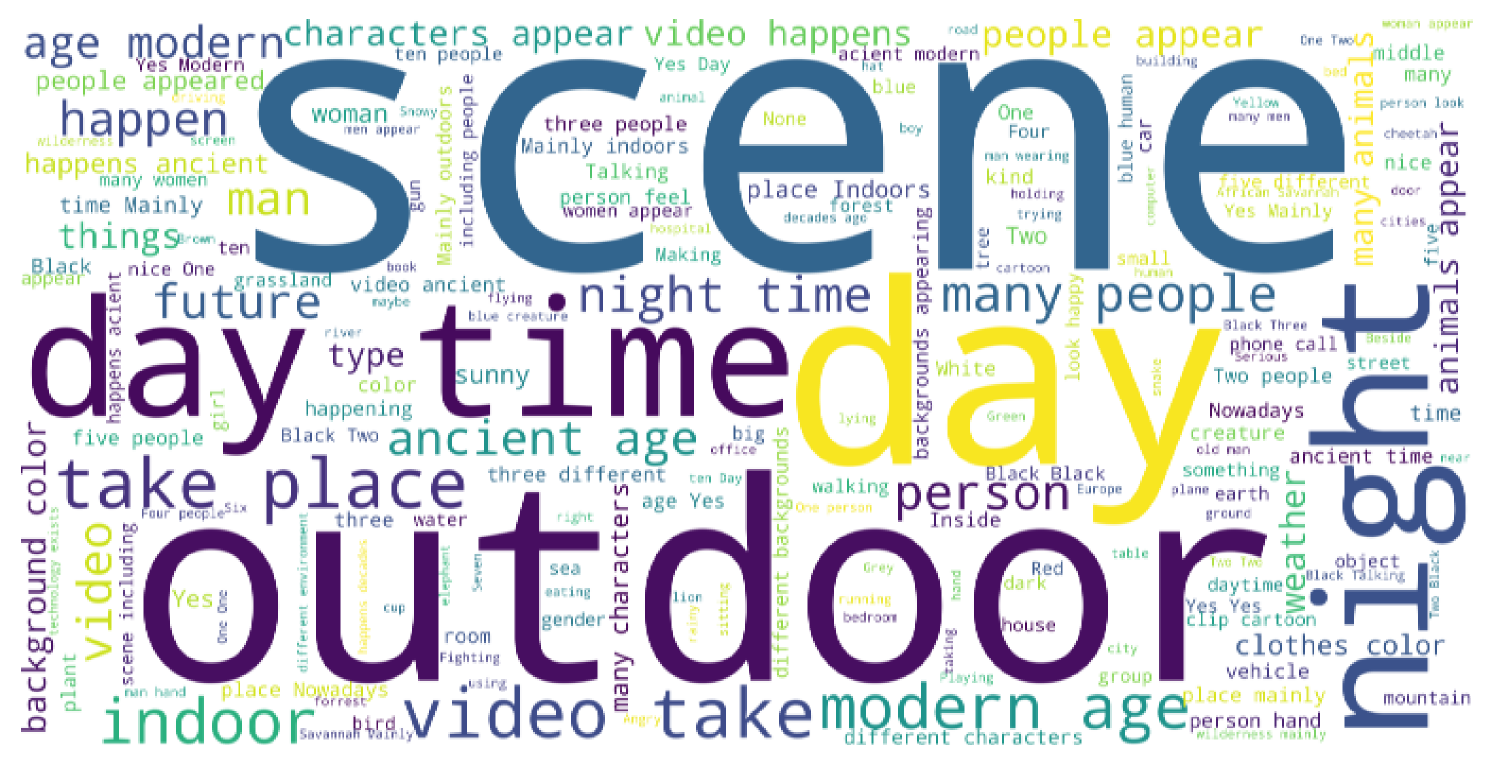 age modern
characters appear
video happens
people appear
road
woman appear
One Two
Yes Modern
ten people
acient modern
building
middle
people appeared
Yes Day
hat
blue
many
driving
animal
bed
happen
woman
Snowy
scene
None
One
Yellow
person look
men appear
three people
boy
Four
many men
wilderness
screen
Mainly indoors
man wearing
car
blue human
cheetah
happens ancient
Talking
kind
five different
nice
many women
man
person feel
place Indoors
holding
African Savannah
door
time Mainly
gun
women appear
forest
trying
Yes Mainly
cities
Mainly outdoors
including people
decades ago
computer
many animals
things
Brown
ten
hospital
Two
tree
five
Black
nice One
Making
cartoon
small
human
appear
book
grassland
video ancient
backgrounds appearing
animals appear
happens acient
future
maybe
flying
night time
many people
blue creature
day time
day
night
river
type
look happy
Black Three
Beside
phone call
Serious
street
color
sunny
White
snake
Two people
girl
happening
lying
Green
Nowadays
time
five people
Black Two
ancient age
big
creature
old man
ancient time
near
office
take place
three different
ten Day
different backgrounds
Black Black
something
person
Europe
plane
earth
walking
background color
Four people
Six
three
water
age Yes
One person
Inside
ground
weather
right
technology exists
scene including
video
different environment
happens decades
outdoor
many characters
table
object
elephant
Seven
sea
Grey
dark
Red
Two Two
Black Talking
Two Black
Yes
cup
eating
lion
rainy
sitting
running
hand
daytime
One One
gender
bedroom
house
Yes Yes
clip cartoon
room
Fighting
taking
city
clothes color
plant
man hand
place Nowadays
using
Playing
group
vehicle
forrest
place mainly
mountain
indoor
bird
video take
Angry
modern age
person hand
Savannah Mainly
different characters
wilderness mainly